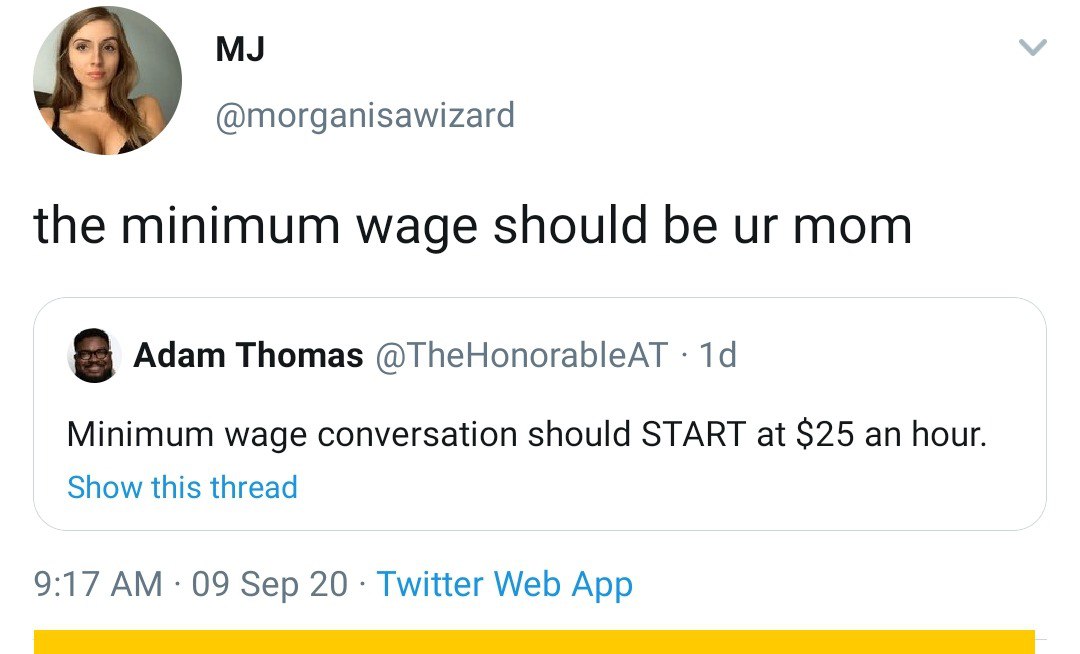 MJ
@morganisawizard
the minimum wage should be ur mom
Adam Thomas @TheHonorableAT · 1d
Minimum wage conversation should START at $25 an hour.
Show this thread
9:17 AM · 09 Sep 20 · Twitter Web App